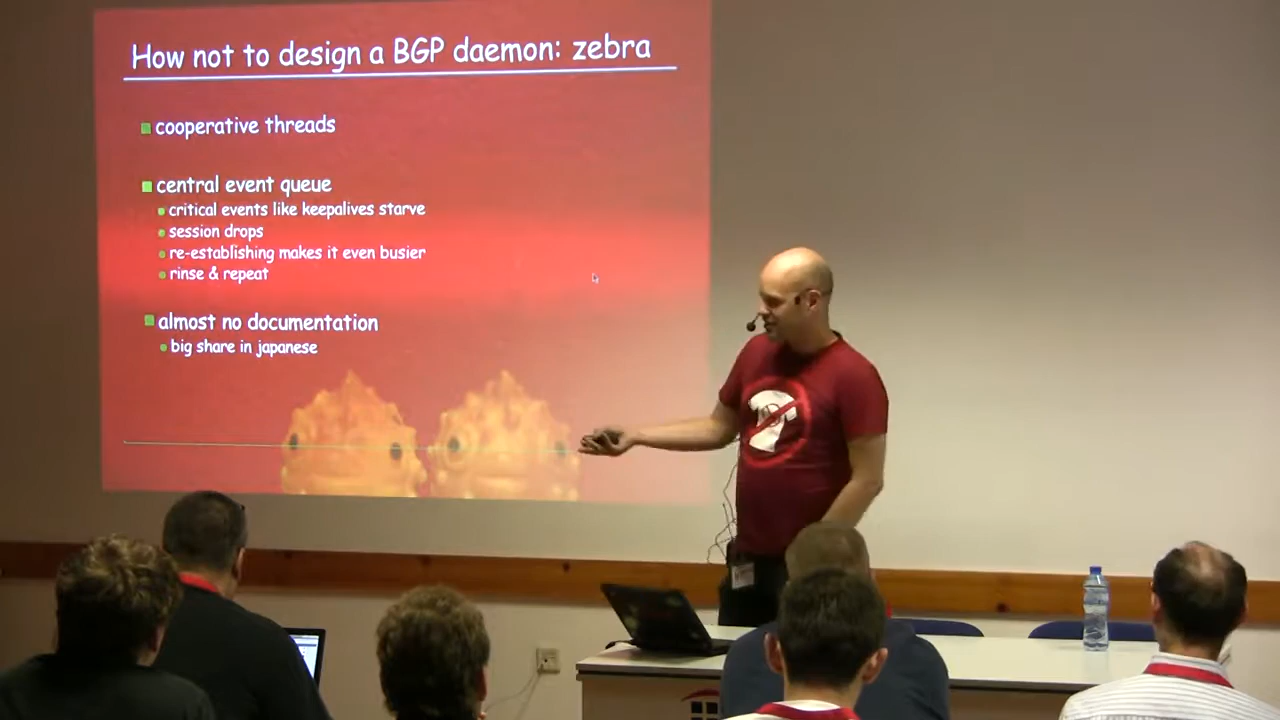 How not to design a BGP daemon: zebra
cooperative threads
central event queue
critical events like keepalives starve
session drops
re-establishing makes it even busier
rinse & repeat
almost no documentation
big share in japanese